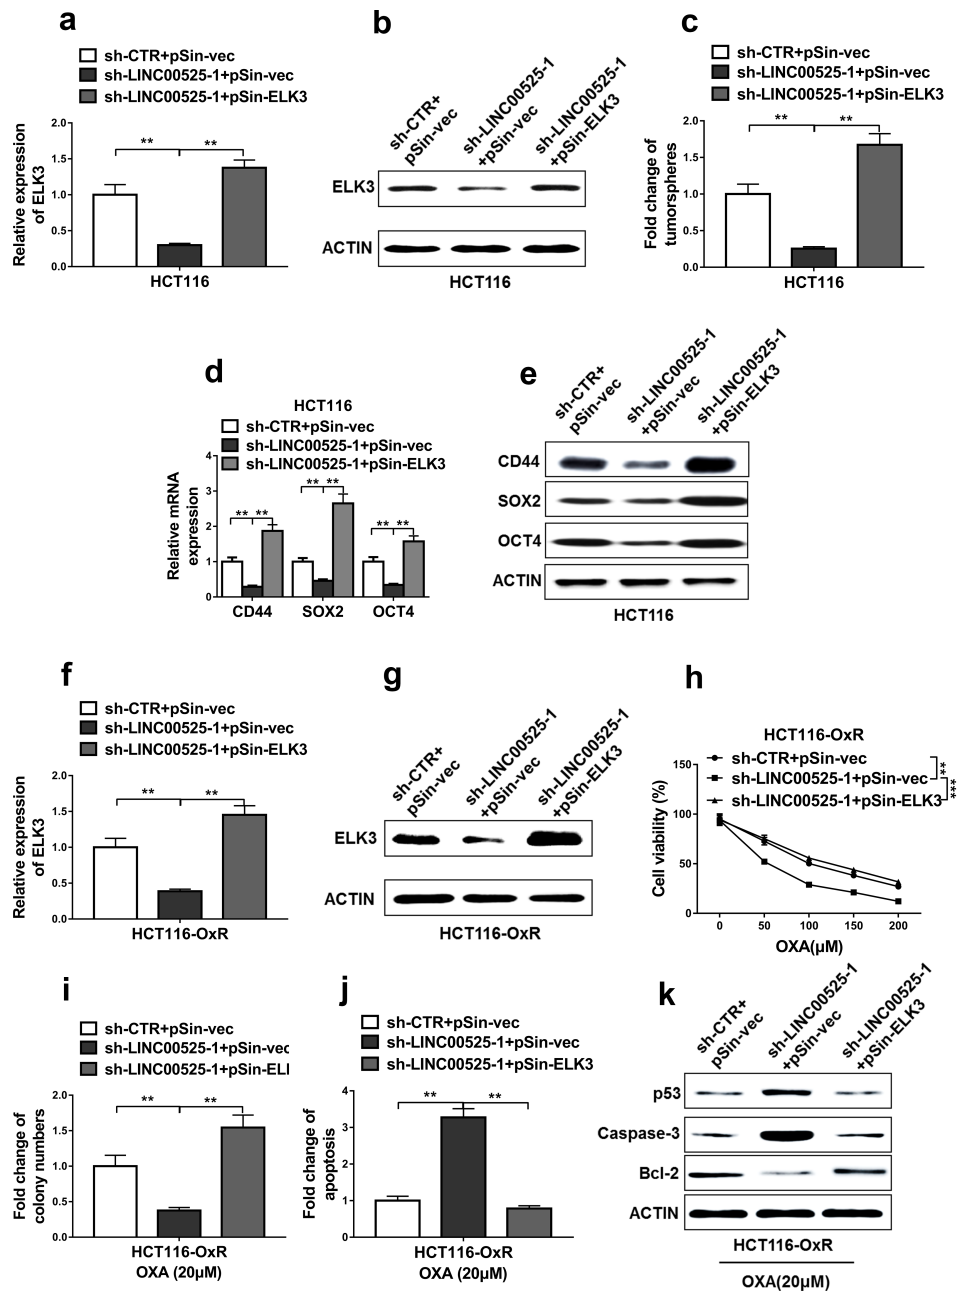 a
sh-CTR+pSin-vec
sh-LINC00525-1+pSin-vec
sh-LINC00525-1+pSin-ELK3
Relative expression
of ELK3
2.0
1.5
1.0
0.5
0.0
** **
HCT116
b
sh-CTR+
pSin-vec
sh-LINC00525-1
+pSin-vec
sh-LINC00525-1
+pSin-ELK3
ELK3
ACTIN
HCT116
c
sh-CTR+pSin-vec
sh-LINC00525-1+pSin-vec
sh-LINC00525-1+pSin-ELK3
Fold change of
tumorspheres
2.0
1.5
1.0
0.5
0.0
** **
HCT116
d
HCT116
sh-CTR+pSin-vec
sh-LINC00525-1+pSin-vec
sh-LINC00525-1+pSin-ELK3
Relative mRNA
expression
4
3
2
1
0
** **
** **
** **
CD44 SOX2 OCT4
e
sh-CTR+
pSin-vec
sh-LINC00525-1
+pSin-vec
sh-LINC00525-1
+pSin-ELK3
CD44
SOX2
OCT4
ACTIN
HCT116
f
sh-CTR+pSin-vec
sh-LINC00525-1+pSin-vec
sh-LINC00525-1+pSin-ELK3
Relative expression
of ELK3
2.0
1.5
1.0
0.5
0.0
** **
HCT116-OxR
g
sh-CTR+
pSin-vec
sh-LINC00525-1
+pSin-vec
sh-LINC00525-1
+pSin-ELK3
ELK3
ACTIN
HCT116-OxR
h
HCT116-OxR
sh-CTR+pSin-vec
sh-LINC00525-1+pSin-vec
sh-LINC00525-1+pSin-ELK3
**
***
Cell viability (%)
150
100
50
0
0 50 100 150 200
OXA(μM)
i
sh-CTR+pSin-vec
sh-LINC00525-1+pSin-vec
sh-LINC00525-1+pSin-EL
Fold change of
colony numbers
2.0
1.5
1.0
0.5
0.0
** **
HCT116-OxR
OXA (20μM)
j
sh-CTR+pSin-vec
sh-LINC00525-1+pSin-vec
sh-LINC00525-1+pSin-ELK3
Fold change of
apoptosis
4
3
2
1
0
** **
HCT116-OxR
OXA (20μM)
k
sh-CTR+
pSin-vec
sh-LINC00525-1
+pSin-vec
sh-LINC00525-1
+pSin-ELK3
p53
Caspase-3
Bcl-2
ACTIN
HCT116-OxR
OXA(20μM)